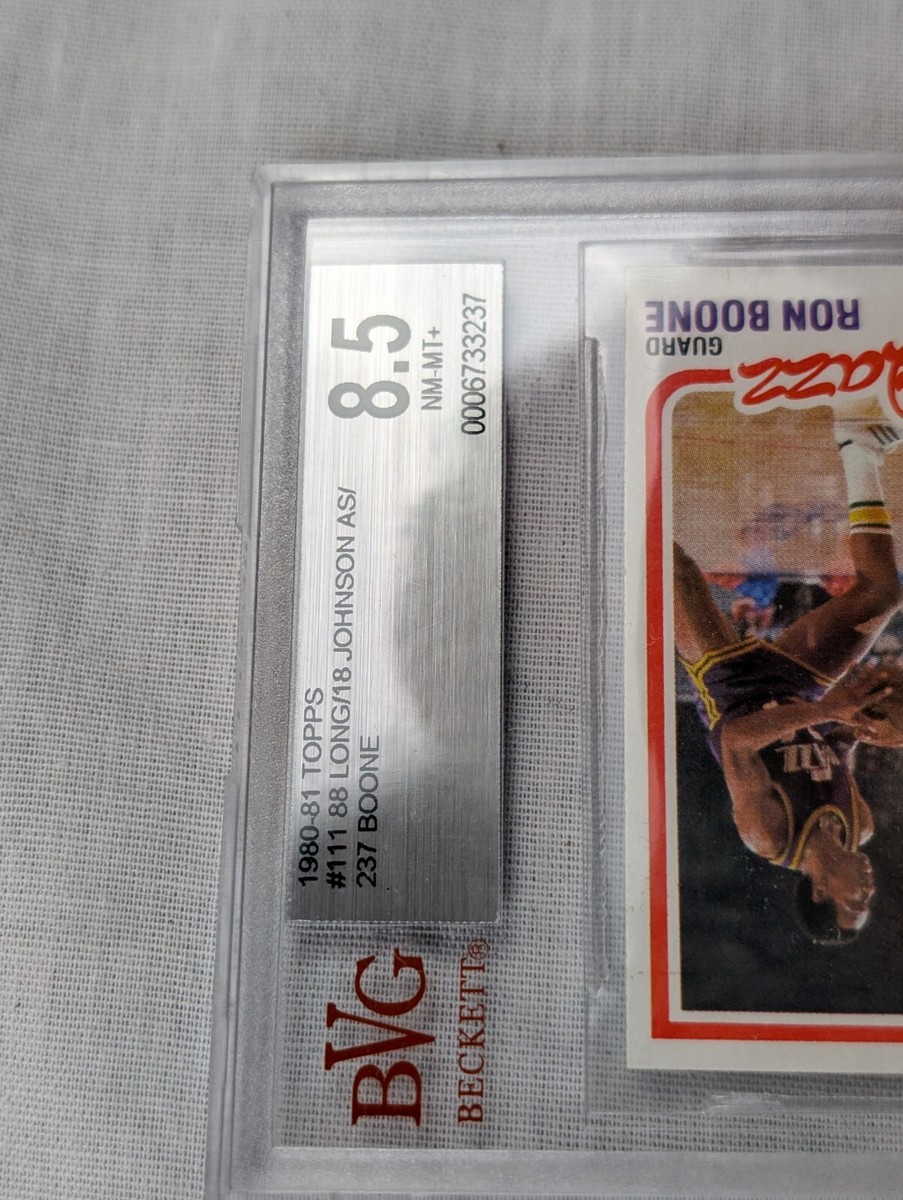 BVG
BECKETT®
1980-81 TOPPS
#111 88 LONG/18 JOHNSON AS/
237 BOONE
8.5
NM-MT+
0006733237
RON BOONE
GUARD
Jazz